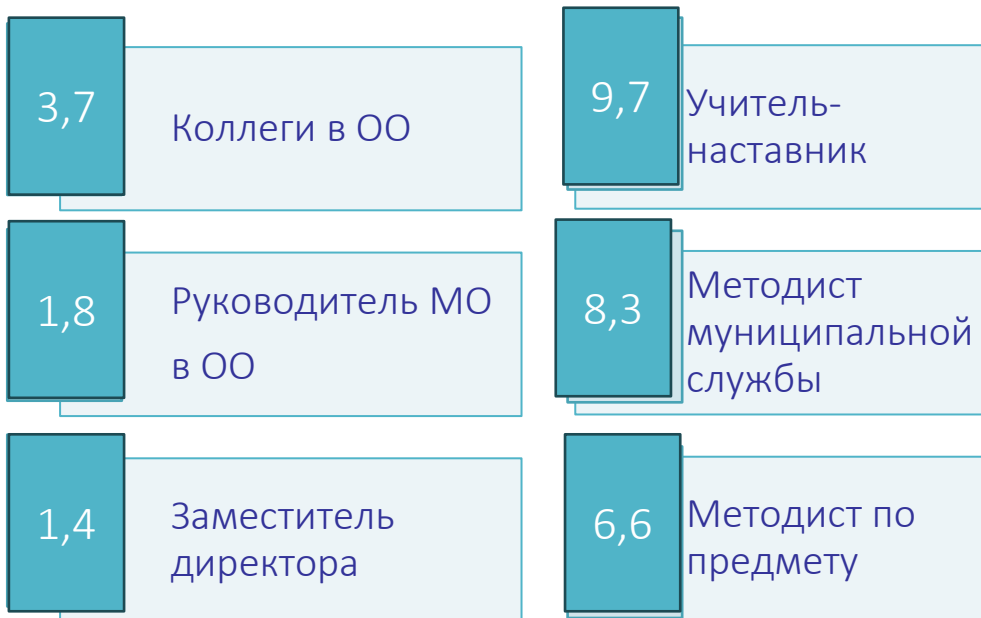 3,7
Коллеги в ОО
1,8
Руководитель МО
в ОО
1,4
Заместитель
директора
9,7
Учитель-
наставник
8,3
Методист
муниципальной
службы
6,6
Методист по
предмету